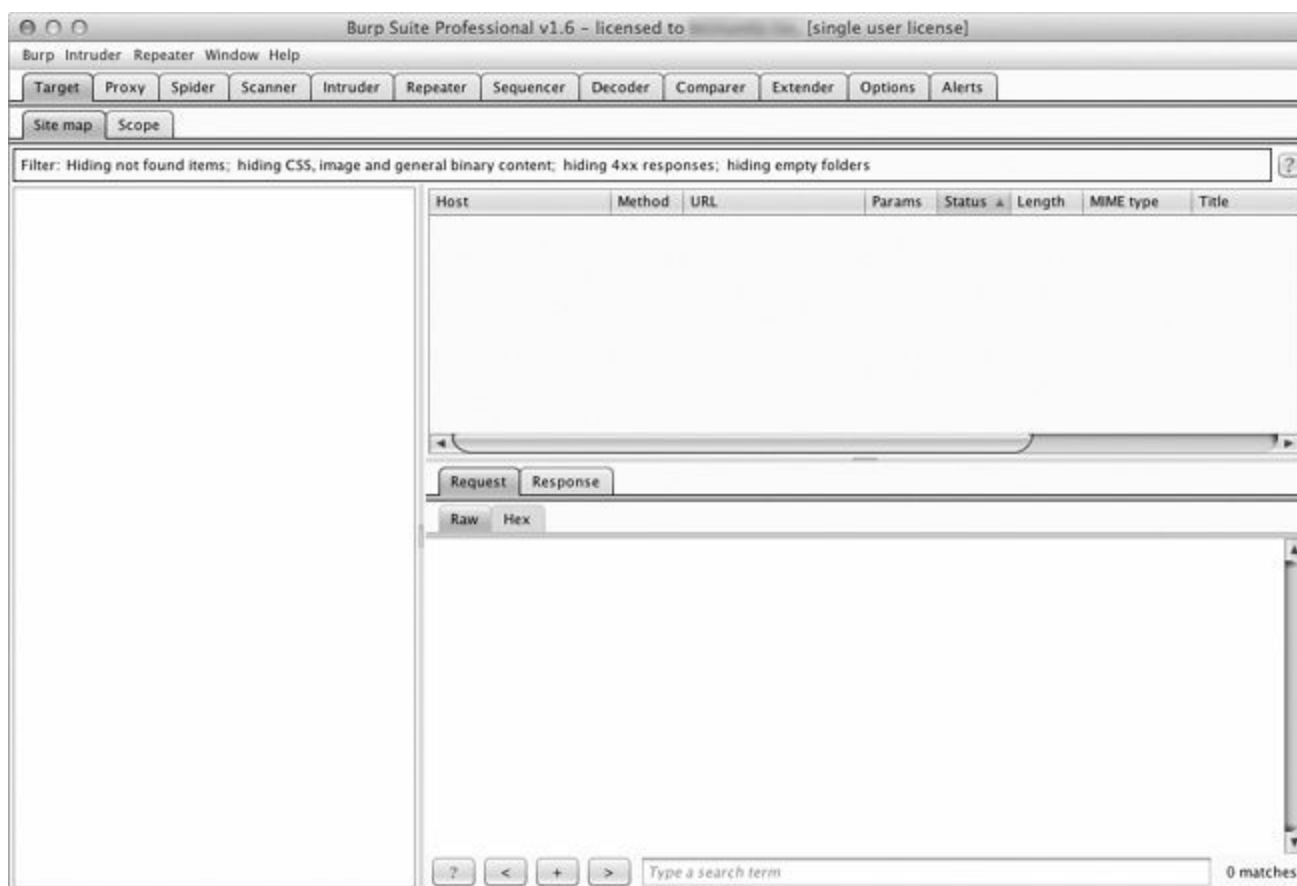 Burp Suite Professional v1.6 – licensed to [single user license]
Burp Intruder Repeater Window Help
Target Proxy Spider Scanner Intruder Repeater Sequencer Decoder Comparer Extender Options Alerts
Site map Scope
Filter: Hiding not found items; hiding CSS, image and general binary content; hiding 4xx responses; hiding empty folders ?
Host Method URL Params Status ▲ Length MIME type Title
Request Response
Raw Hex
? < + > Type a search term 0 matches